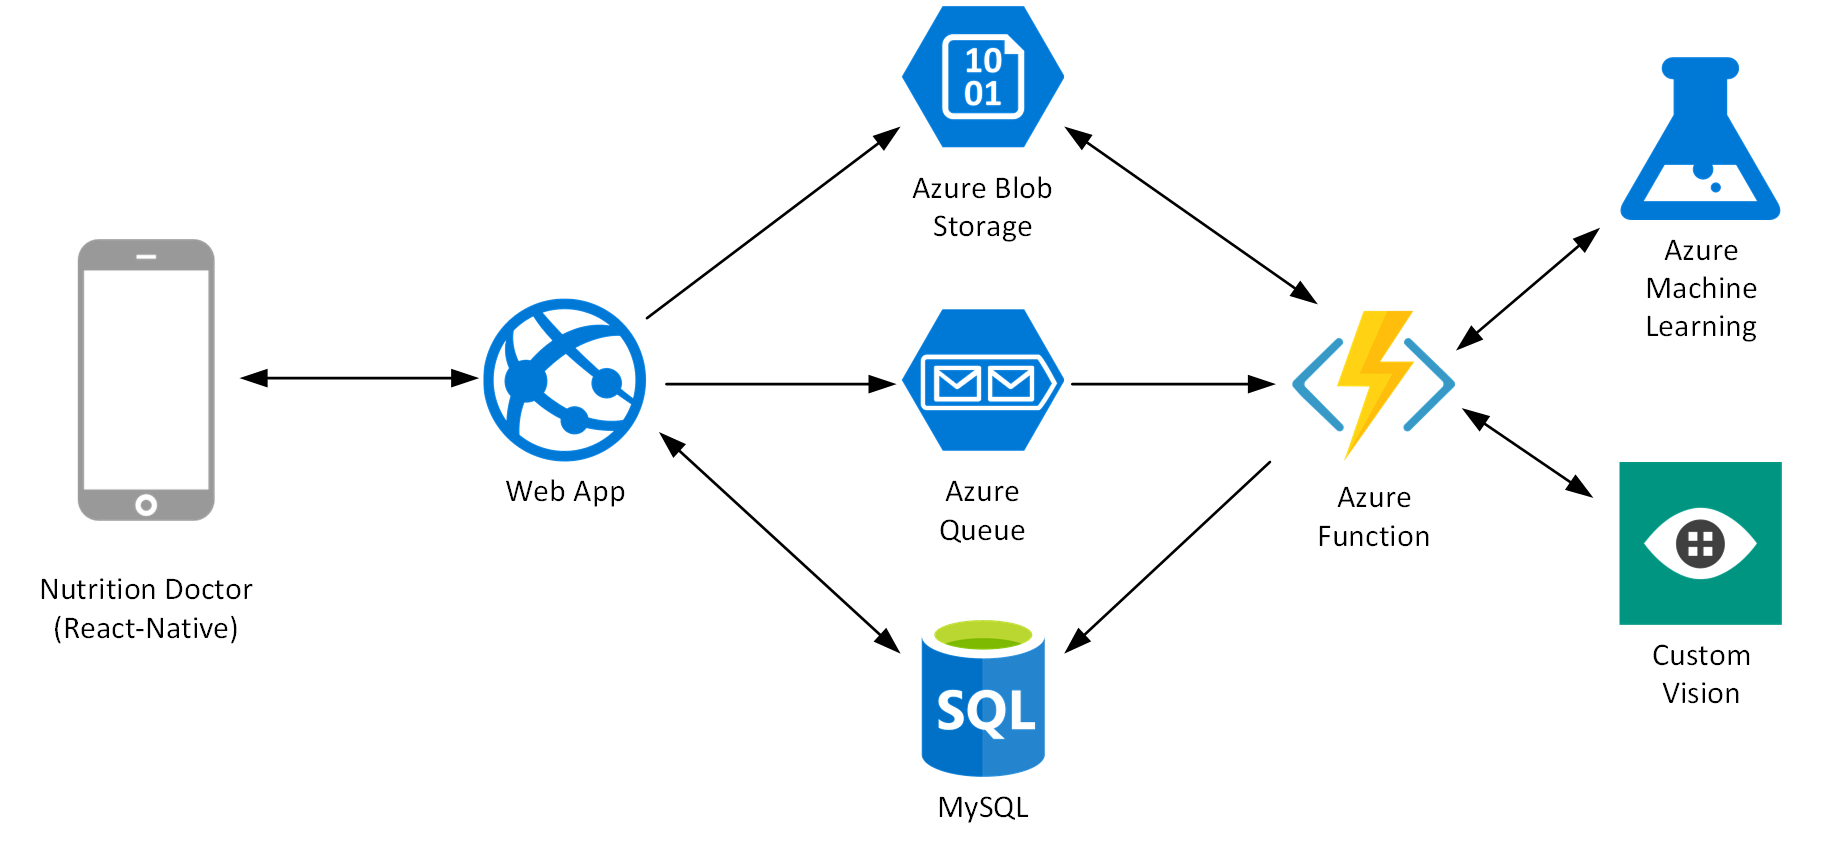 10
01
Azure Blob
Storage
Azure
Machine
Learning
Web App
Azure
Queue
Azure
Function
Nutrition Doctor
(React-Native)
SQL
MySQL
Custom
Vision